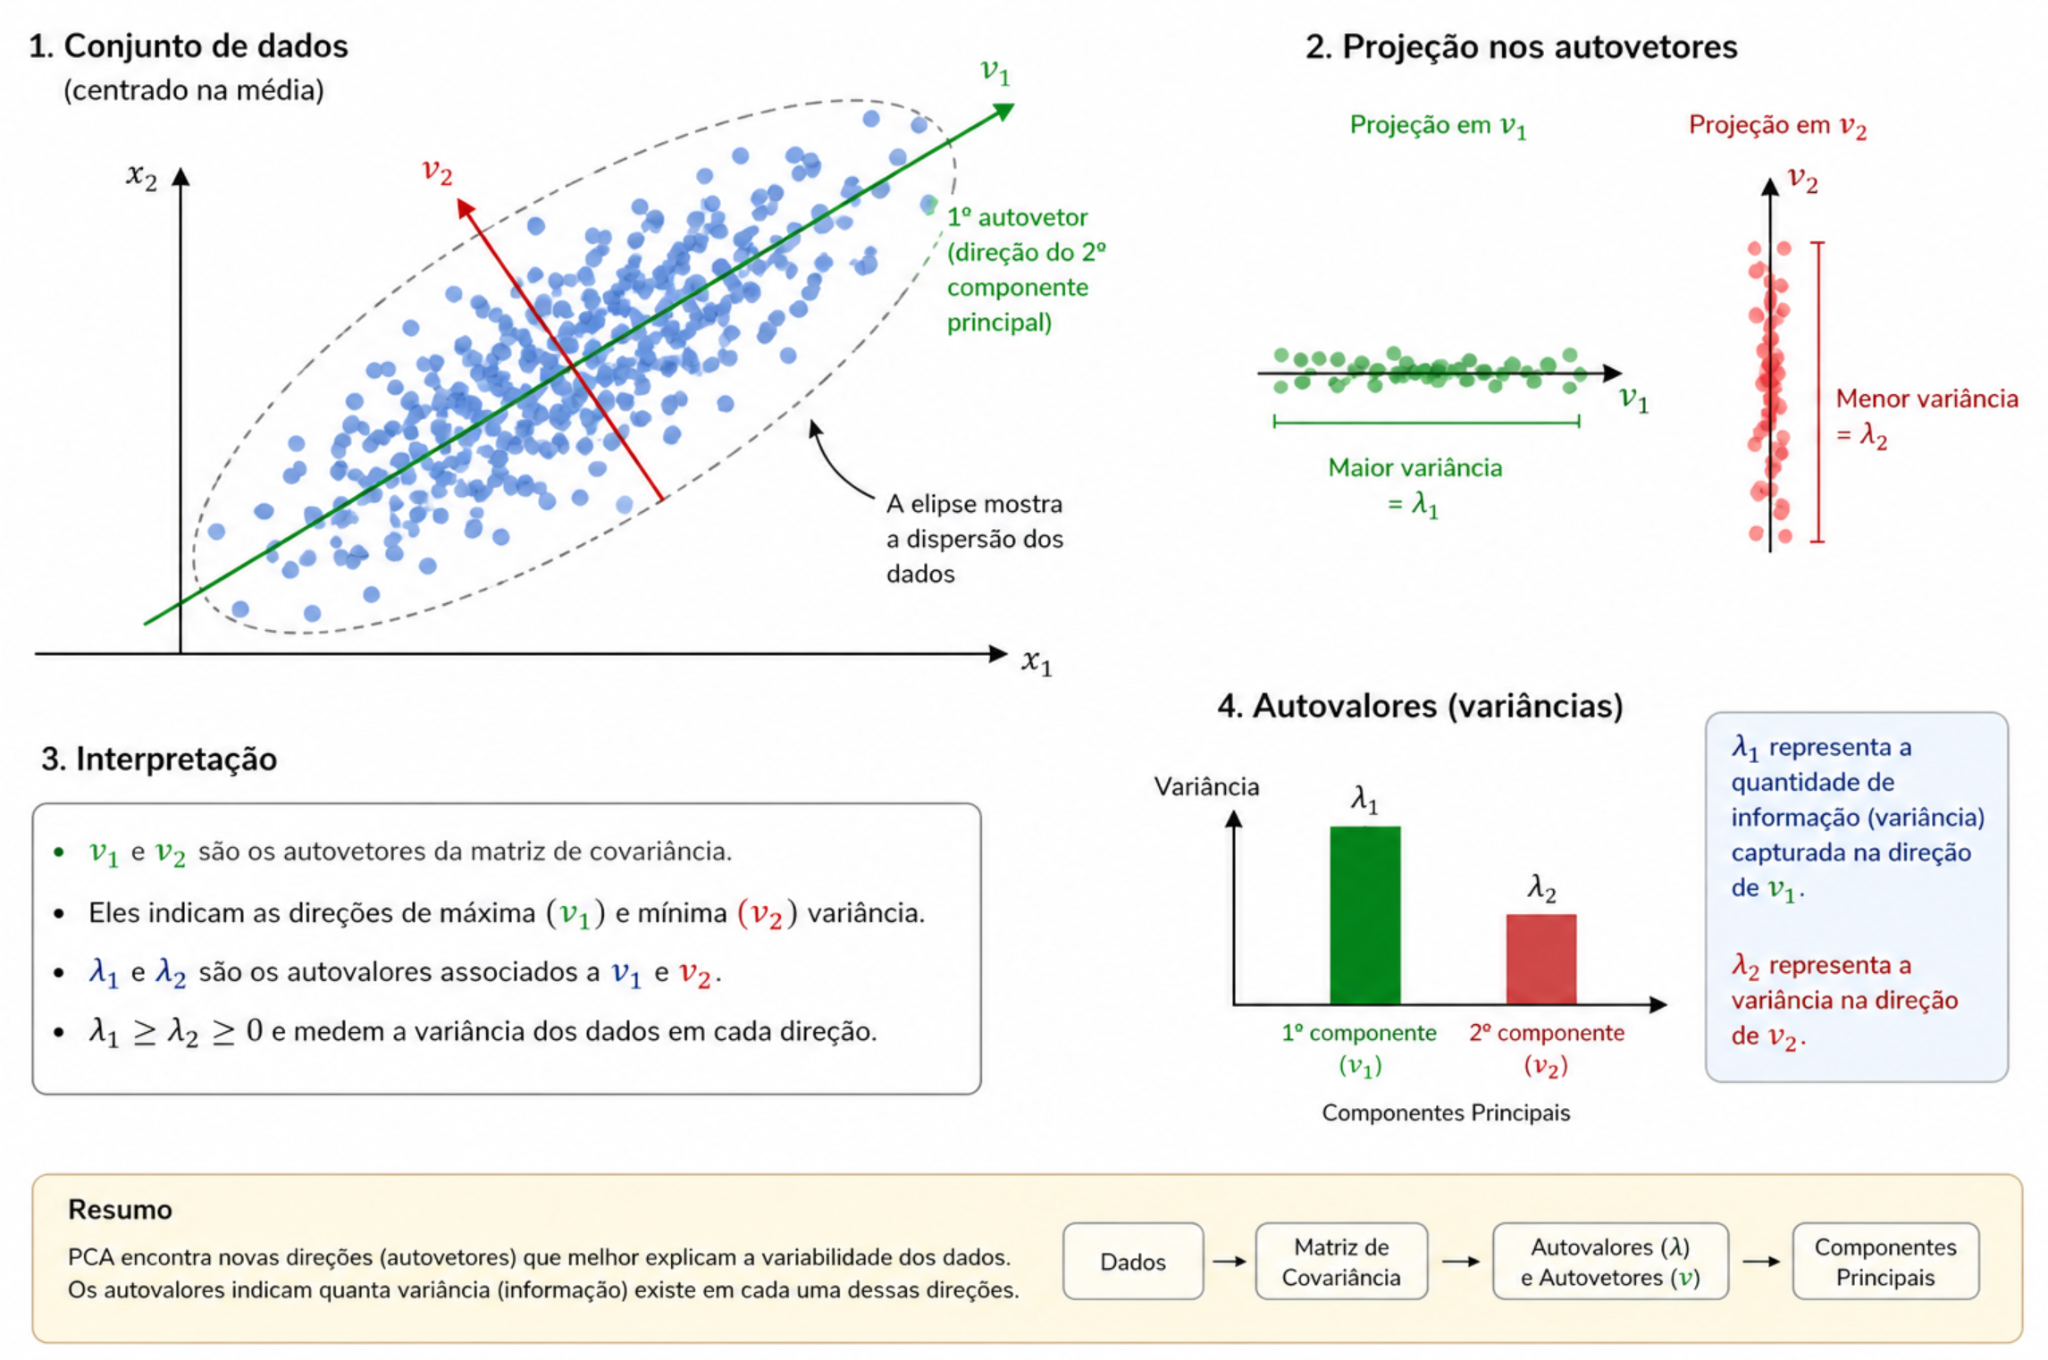 1. Conjunto de dados
(centrado na média)
x₂
v₂
v₁
1º autovetor
(direção do 2º
componente
principal)
A elipse mostra
a dispersão dos
dados
x₁
2. Projeção nos autovetores
Projeção em v₁
v₁
Maior variância
= λ₁
Projeção em v₂
v₂
Menor variância
= λ₂
3. Interpretação
• v₁ e v₂ são os autovetores da matriz de covariância.
• Eles indicam as direções de máxima (v₁) e mínima (v₂) variância.
• λ₁ e λ₂ são os autovalores associados a v₁ e v₂.
• λ₁ ≥ λ₂ ≥ 0 e medem a variância dos dados em cada direção.
4. Autovalores (variâncias)
Variância
λ₁
λ₂
1º componente
(v₁)
2º componente
(v₂)
Componentes Principais
λ₁ representa a
quantidade de
informação (variância)
capturada na direção
de v₁.
λ₂ representa a
variância na direção
de v₂.
Resumo
PCA encontra novas direções (autovetores) que melhor explicam a variabilidade dos dados.
Os autovalores indicam quanta variância (informação) existe em cada uma dessas direções.
Dados
Matriz de
Covariância
Autovalores (λ)
e Autovetores (v)
Componentes
Principais